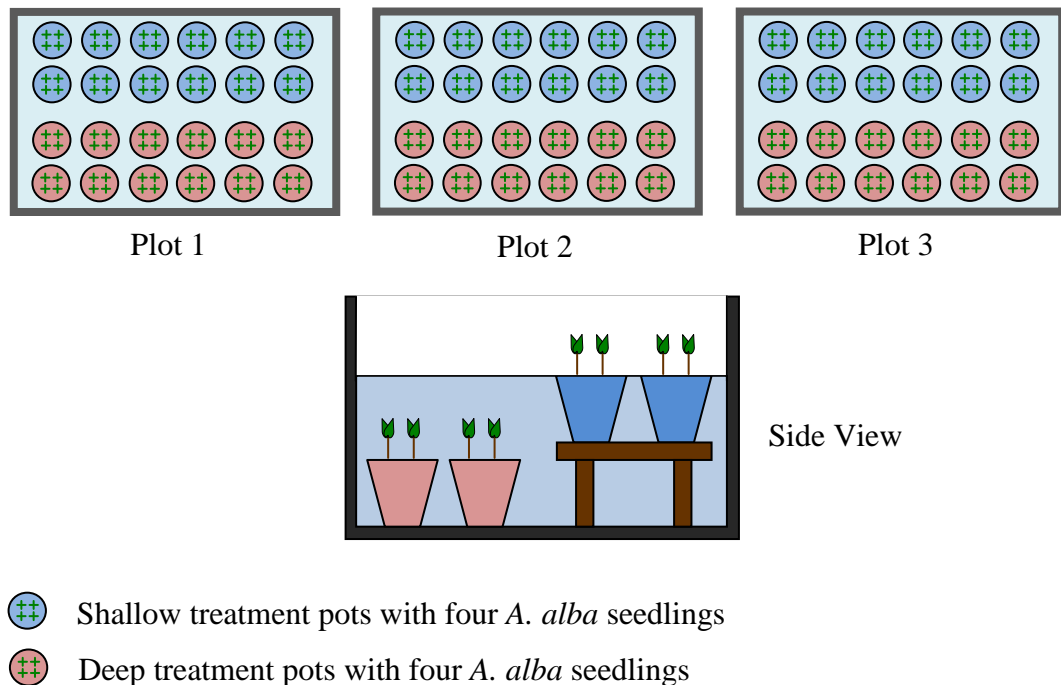 Plot 1
Plot 2
Plot 3
Side View
Shallow treatment pots with four A. alba seedlings
Deep treatment pots with four A. alba seedlings